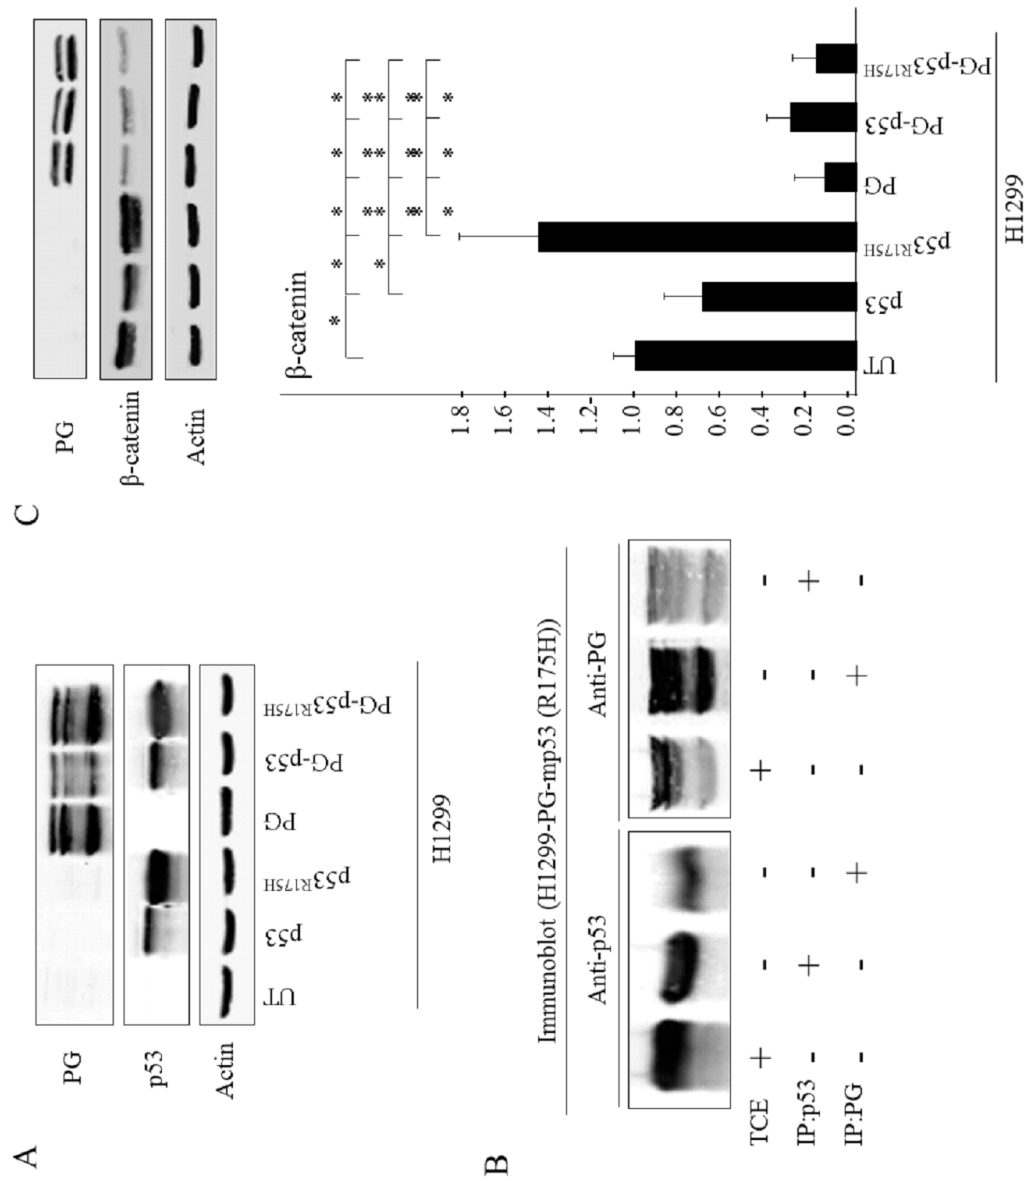 A
PG
p53
Actin
UT
p53
p53R175H
PG
PG-p53
PG-p53R175H
H1299
B
Immunoblot (H1299-PG-mp53 (R175H))
Anti-p53 Anti-PG
TCE + - - + - -
IP:p53 - + - - - +
IP:PG - - + - + -
C
PG
β-catenin
Actin
β-catenin
* * * * *
* ** ** **
** ** **
* * *
1.8
1.6
1.4
1.2
1.0
0.8
0.6
0.4
0.2
0.0
UT
p53
p53R175H
PG
PG-p53
PG-p53R175H
H1299